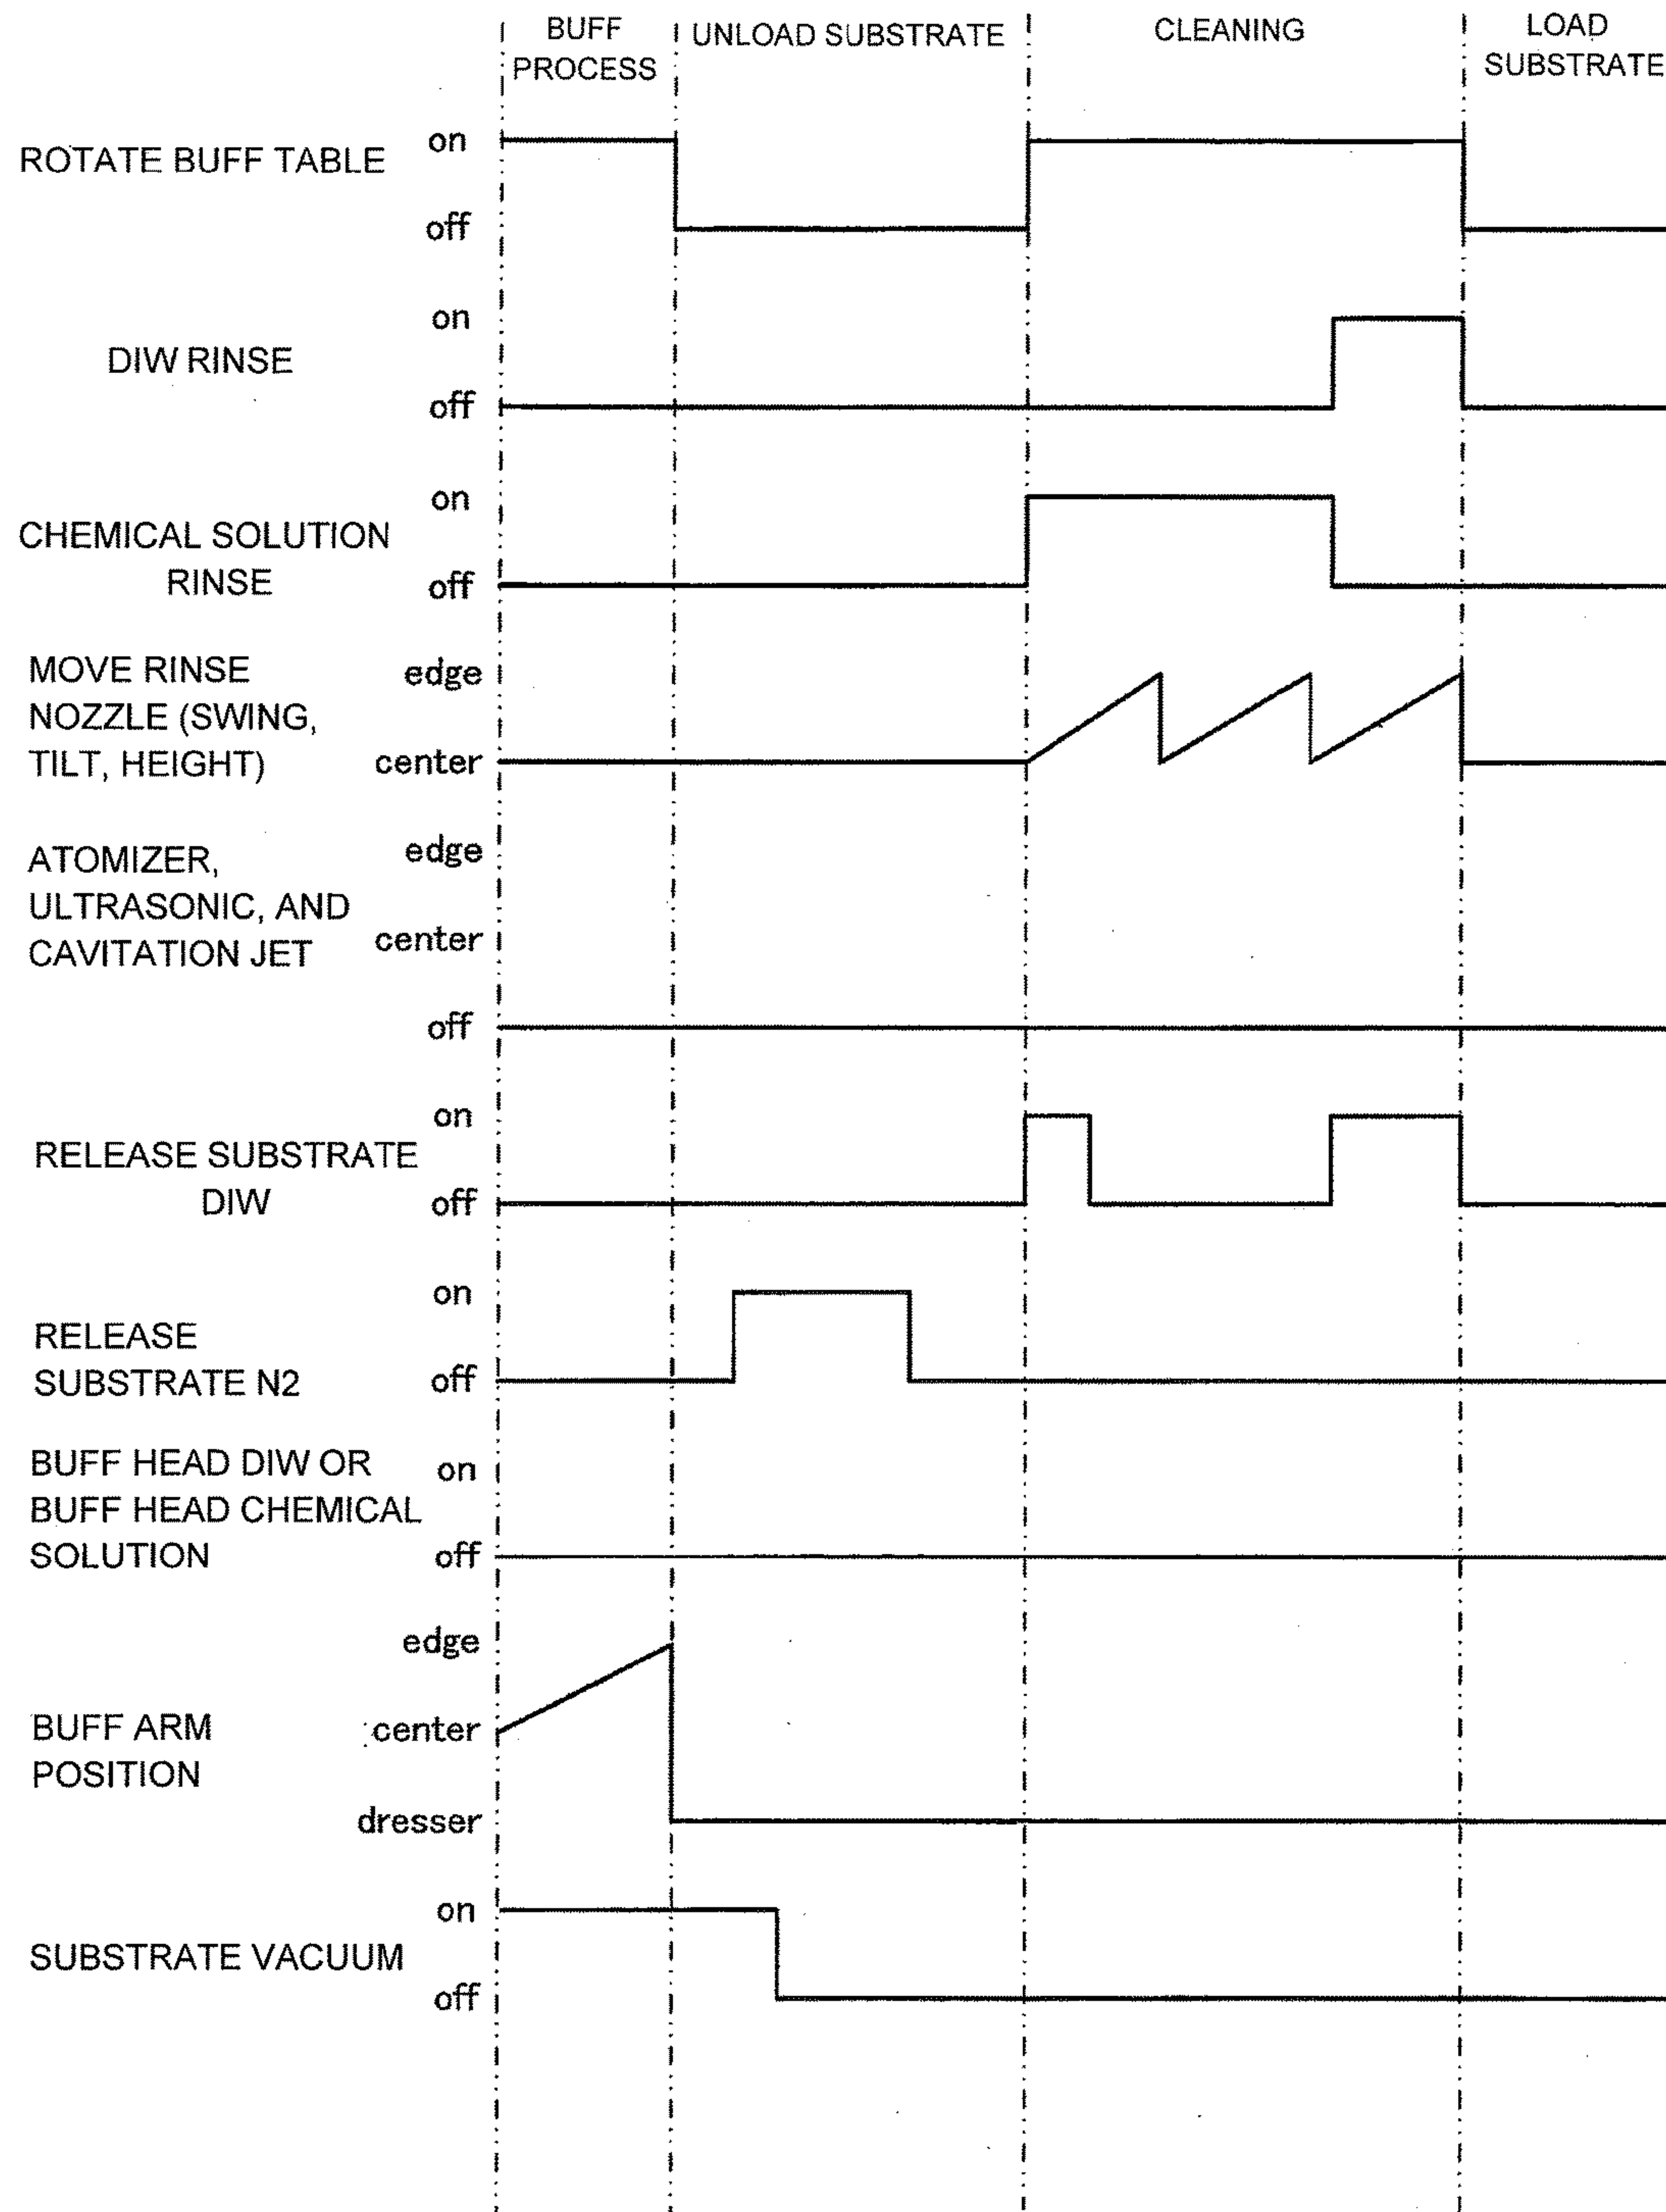 BUFF
PROCESS
UNLOAD SUBSTRATE
CLEANING
LOAD
SUBSTRATE
ROTATE BUFF TABLE
on
off
DIW RINSE
on
off
CHEMICAL SOLUTION
RINSE
on
off
MOVE RINSE
NOZZLE (SWING,
TILT, HEIGHT)
edge
center
ATOMIZER,
ULTRASONIC, AND
CAVITATION JET
edge
center
off
RELEASE SUBSTRATE
DIW
on
off
RELEASE
SUBSTRATE N2
on
off
BUFF HEAD DIW OR
BUFF HEAD CHEMICAL
SOLUTION
on
off
BUFF ARM
POSITION
edge
center
dresser
SUBSTRATE VACUUM
on
off